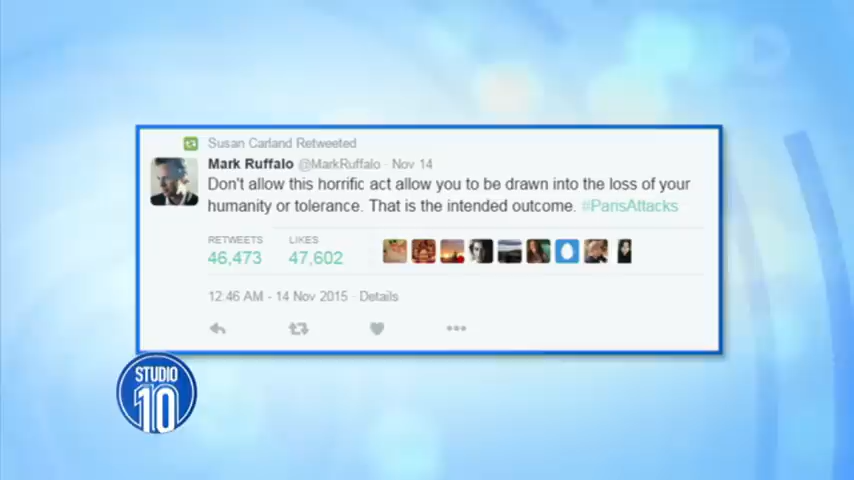 Susan Carland Retweeted
Mark Ruffalo @MarkRuffalo · Nov 14
Don't allow this horrific act allow you to be drawn into the loss of your
humanity or tolerance. That is the intended outcome. #ParisAttacks
RETWEETS LIKES
46,473 47,602
12:46 AM - 14 Nov 2015 · Details
STUDIO
10